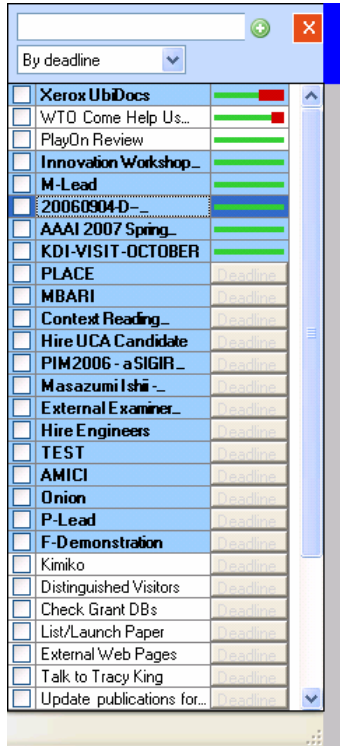 By deadline
Xerox UbiDocs
WTO Come Help Us...
PlayOn Review
Innovation Workshop...
M-Lead
20060904-D--...
AAAI 2007 Spring...
KDI-VISIT-OCTOBER
PLACE Deadline
MBARI Deadline
Context Reading... Deadline
Hire UCA Candidate Deadline
PIM2006 - a SIGIR... Deadline
Masazumi Ishii -... Deadline
External Examiner... Deadline
Hire Engineers Deadline
TEST Deadline
AMICI Deadline
Onion Deadline
P-Lead Deadline
F-Demonstration Deadline
Kimiko Deadline
Distinguished Visitors Deadline
Check Grant DBs Deadline
List/Launch Paper Deadline
External Web Pages Deadline
Talk to Tracy King Deadline
Update publications for... Deadline